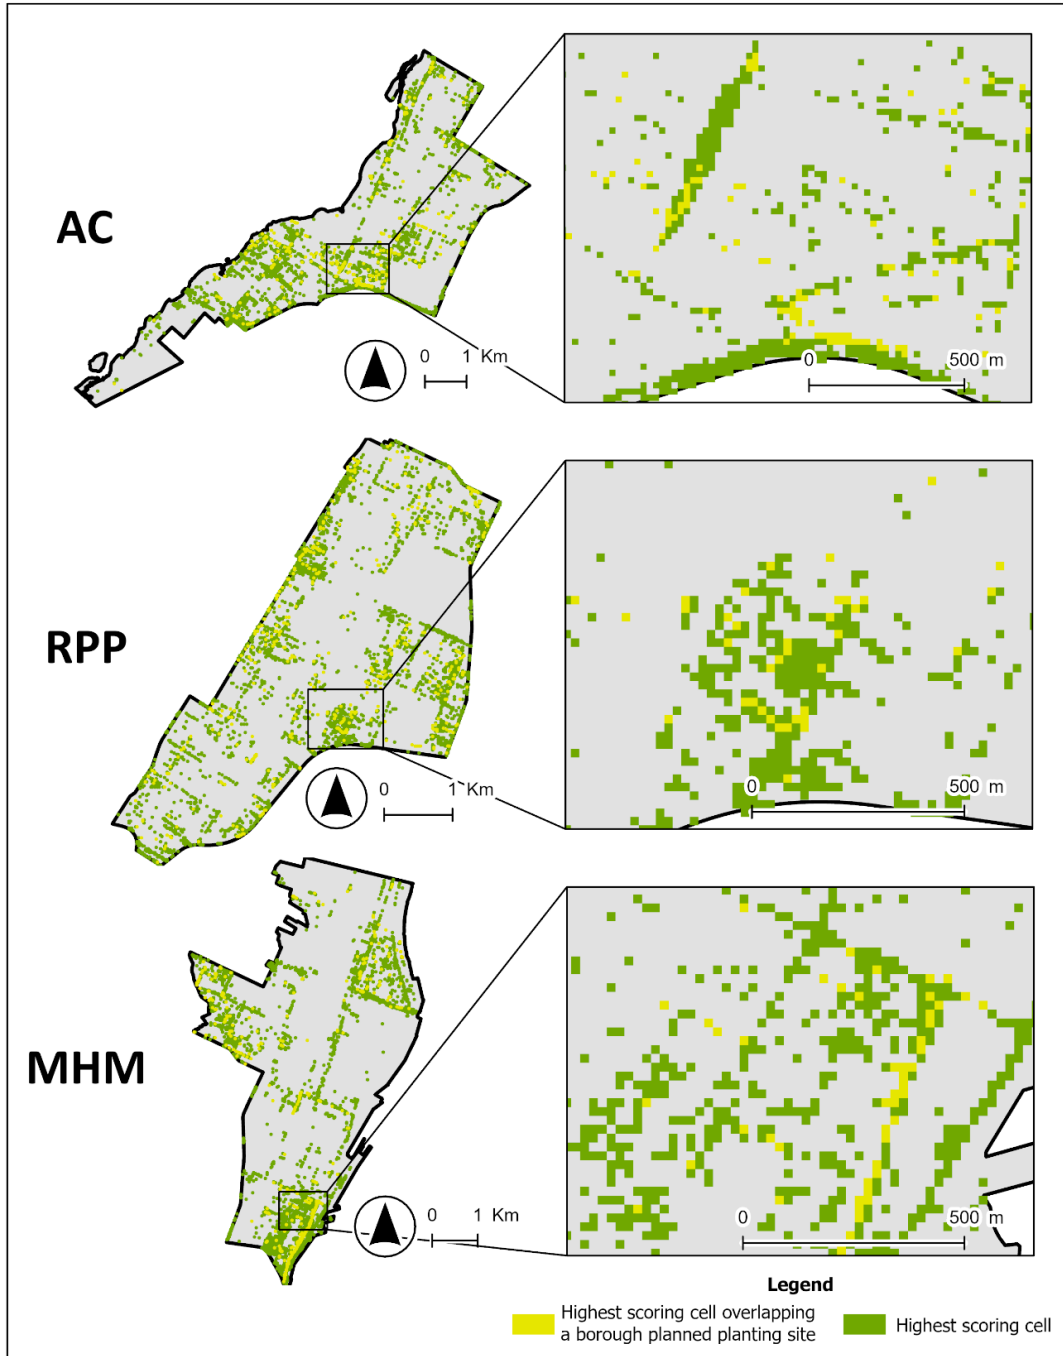 AC
0 1 Km
0 500 m
RPP
0 1 Km
0 500 m
MHM
0 1 Km
0 500 m
Legend
Highest scoring cell overlapping
a borough planned planting site
Highest scoring cell